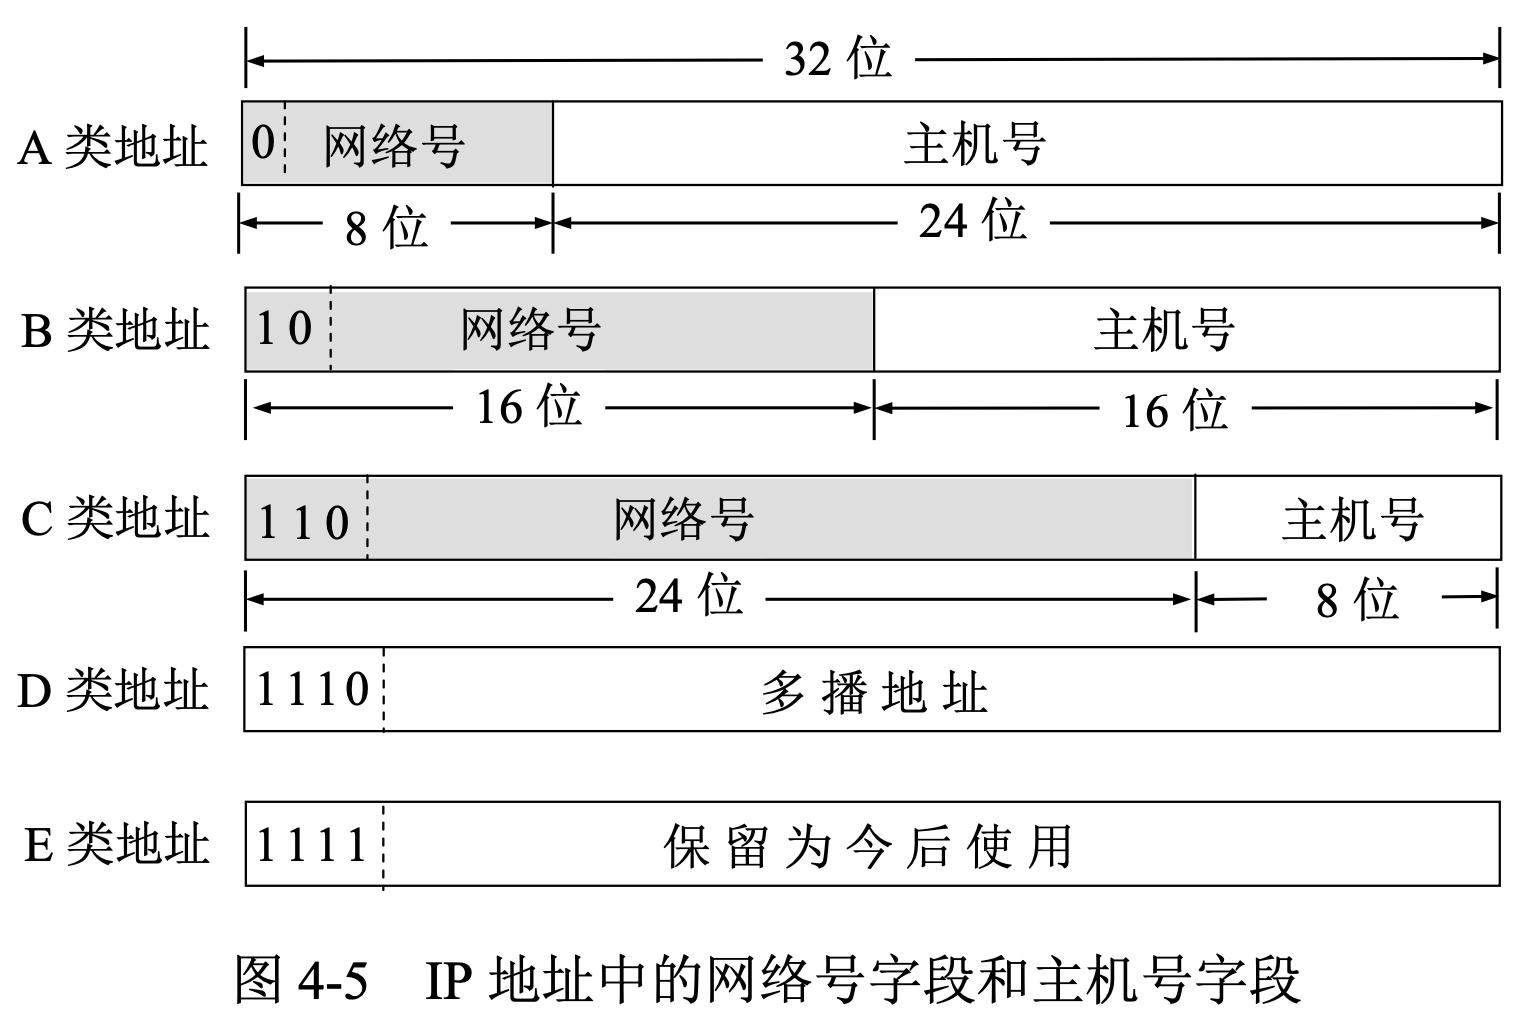 32 位
A 类地址 0 网络号 主机号
8 位 24 位
B 类地址 1 0 网络号 主机号
16 位 16 位
C 类地址 1 1 0 网络号 主机号
24 位 8 位
D 类地址 1 1 1 0 多播地址
E 类地址 1 1 1 1 保留为今后使用
图 4-5 IP 地址中的网络号字段和主机号字段